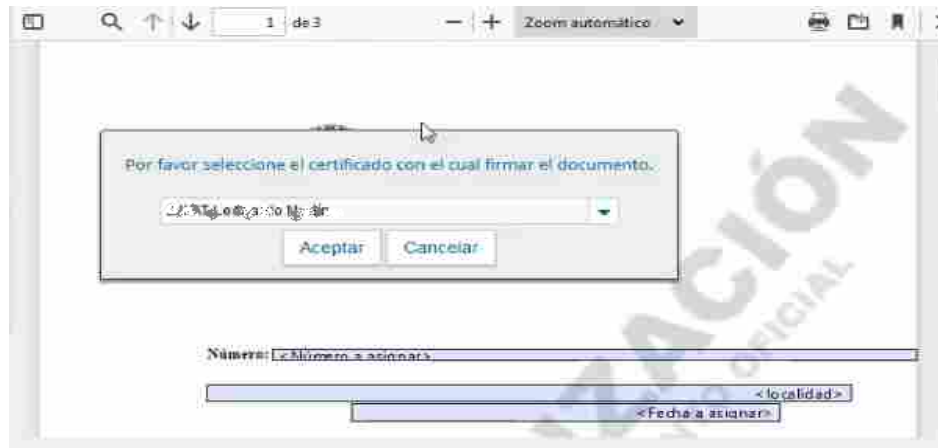 1 de 3 Zoom automático
Por favor seleccione el certificado con el cual firmar el documento.
Aceptar Cancelar
Número: <Número a asignar>
<localidad>
<Fecha a asignar>
OFICIAL